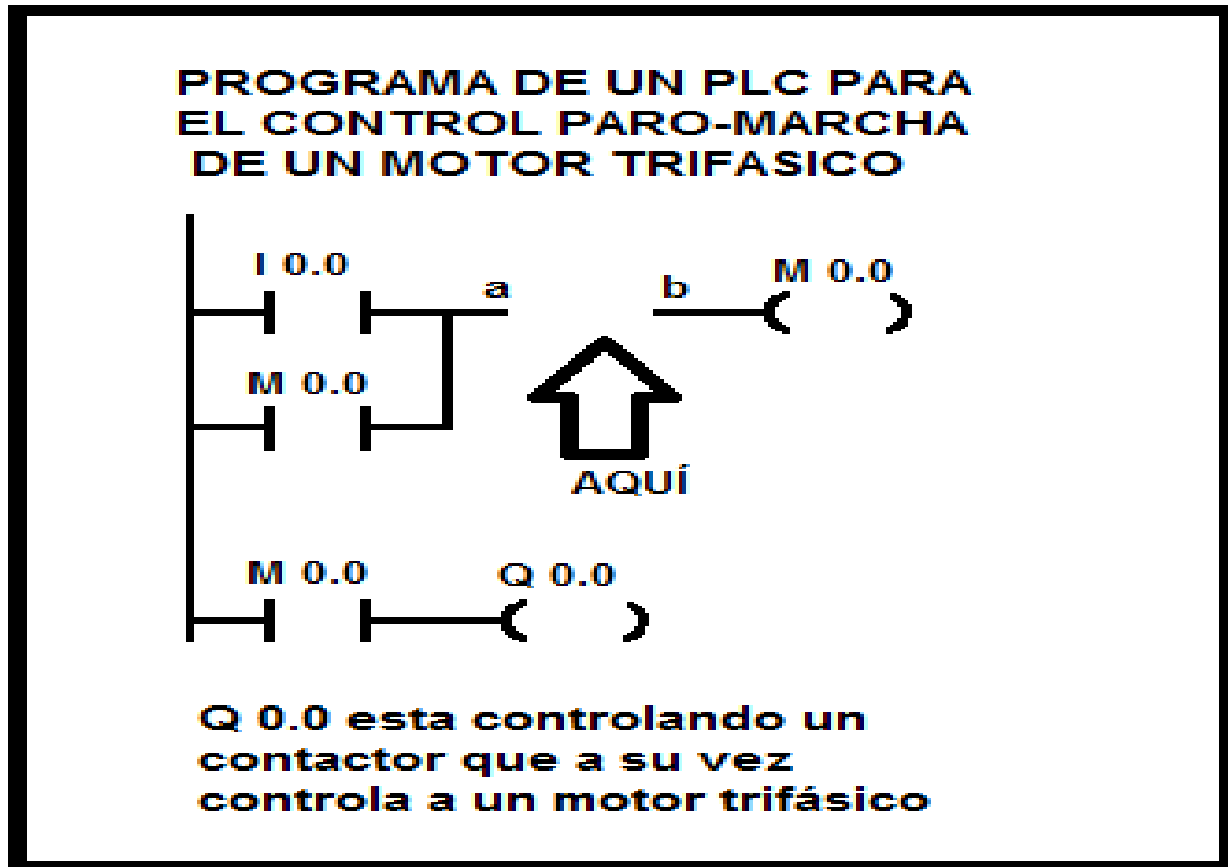 PROGRAMA DE UN PLC PARA
EL CONTROL PARO-MARCHA
DE UN MOTOR TRIFASICO
I 0.0
a
b
M 0.0
M 0.0
AQUÍ
M 0.0
Q 0.0
Q 0.0 esta controlando un
contactor que a su vez
controla a un motor trifásico